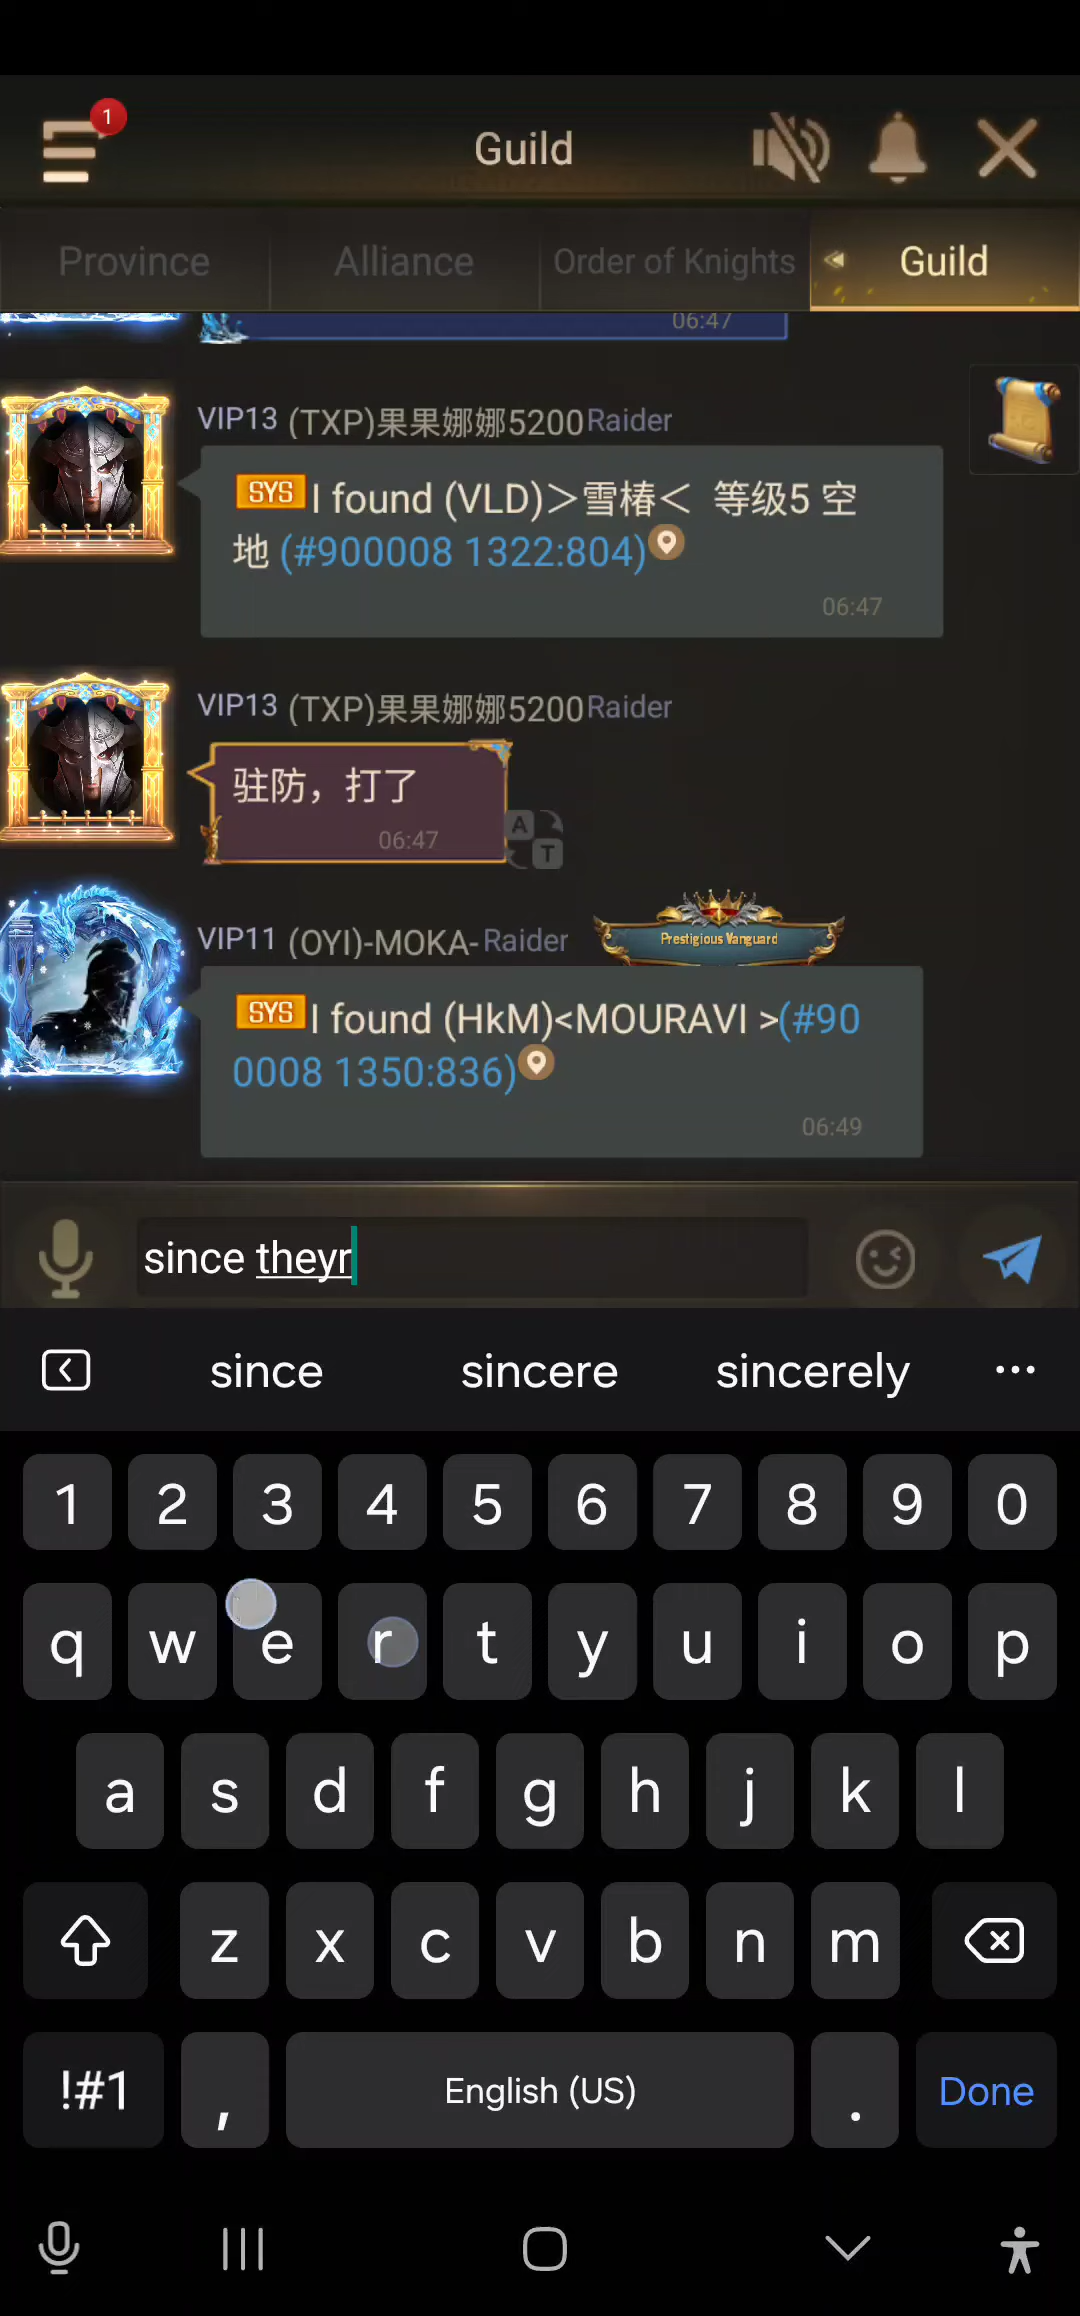 1
Guild
Province
Alliance
Order of Knights
Guild
06:47
VIP13 (TXP)果果娜娜5200Raider
SYS I found (VLD)＞雪椿＜ 等级5 空
地 (#900008 1322:804)
06:47
VIP13 (TXP)果果娜娜5200Raider
驻防，打了
06:47
A
T
VIP11 (OYI)-MOKA-Raider
Prestigious Vanguard
SYS I found (HkM)<MOURAVI >(#90
0008 1350:836)
06:49
since theyr
since
sincere
sincerely
1 2 3 4 5 6 7 8 9 0
q w e r t y u i o p
a s d f g h j k l
z x c v b n m
!#1 , English (US) . Done